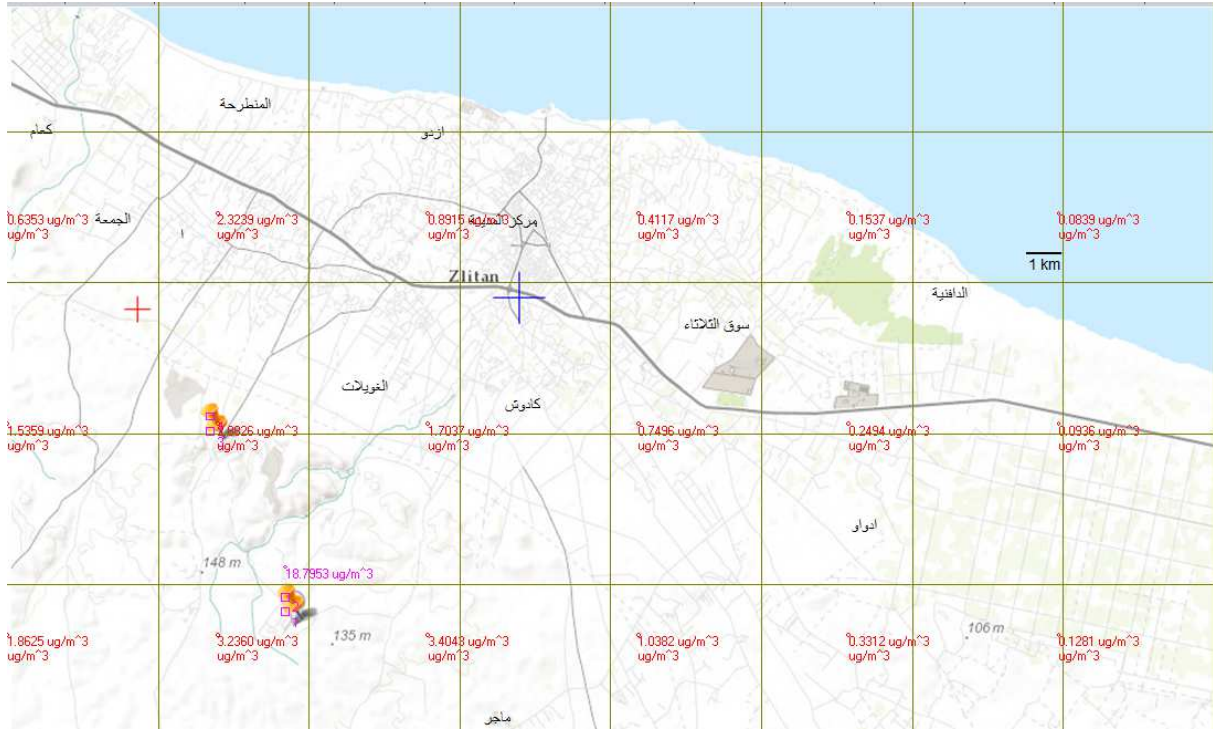 المنطرحة
كعام
ازدو
الجمعة
0.6353 ug/m^3
ug/m^3
2.3239 ug/m^3
ug/m^3
0.8915 ug/m^3
ug/m^3
مركز المدينة
0.4117 ug/m^3
ug/m^3
0.1537 ug/m^3
ug/m^3
0.0839 ug/m^3
ug/m^3
ا
1 km
Zlitan
الدافنية
سوق الثلاثاء
الغويلات
كادوش
1.5359 ug/m^3
ug/m^3
ug/m^3
ug/m^3
1.7037 ug/m^3
ug/m^3
0.7496 ug/m^3
ug/m^3
0.2494 ug/m^3
ug/m^3
0.0936 ug/m^3
ug/m^3
ادواو
148 m
18.7953 ug/m^3
1.8625 ug/m^3
ug/m^3
3.2360 ug/m^3
ug/m^3
135 m
3.4043 ug/m^3
ug/m^3
1.0382 ug/m^3
ug/m^3
0.3312 ug/m^3
ug/m^3
106 m
0.1281 ug/m^3
ug/m^3
ماجر